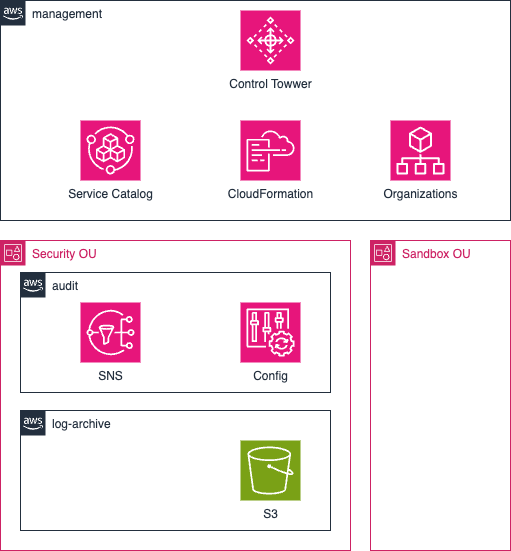 aws management
Control Towwer
Service Catalog
CloudFormation
Organizations
Security OU
Sandbox OU
aws audit
SNS
Config
aws log-archive
S3